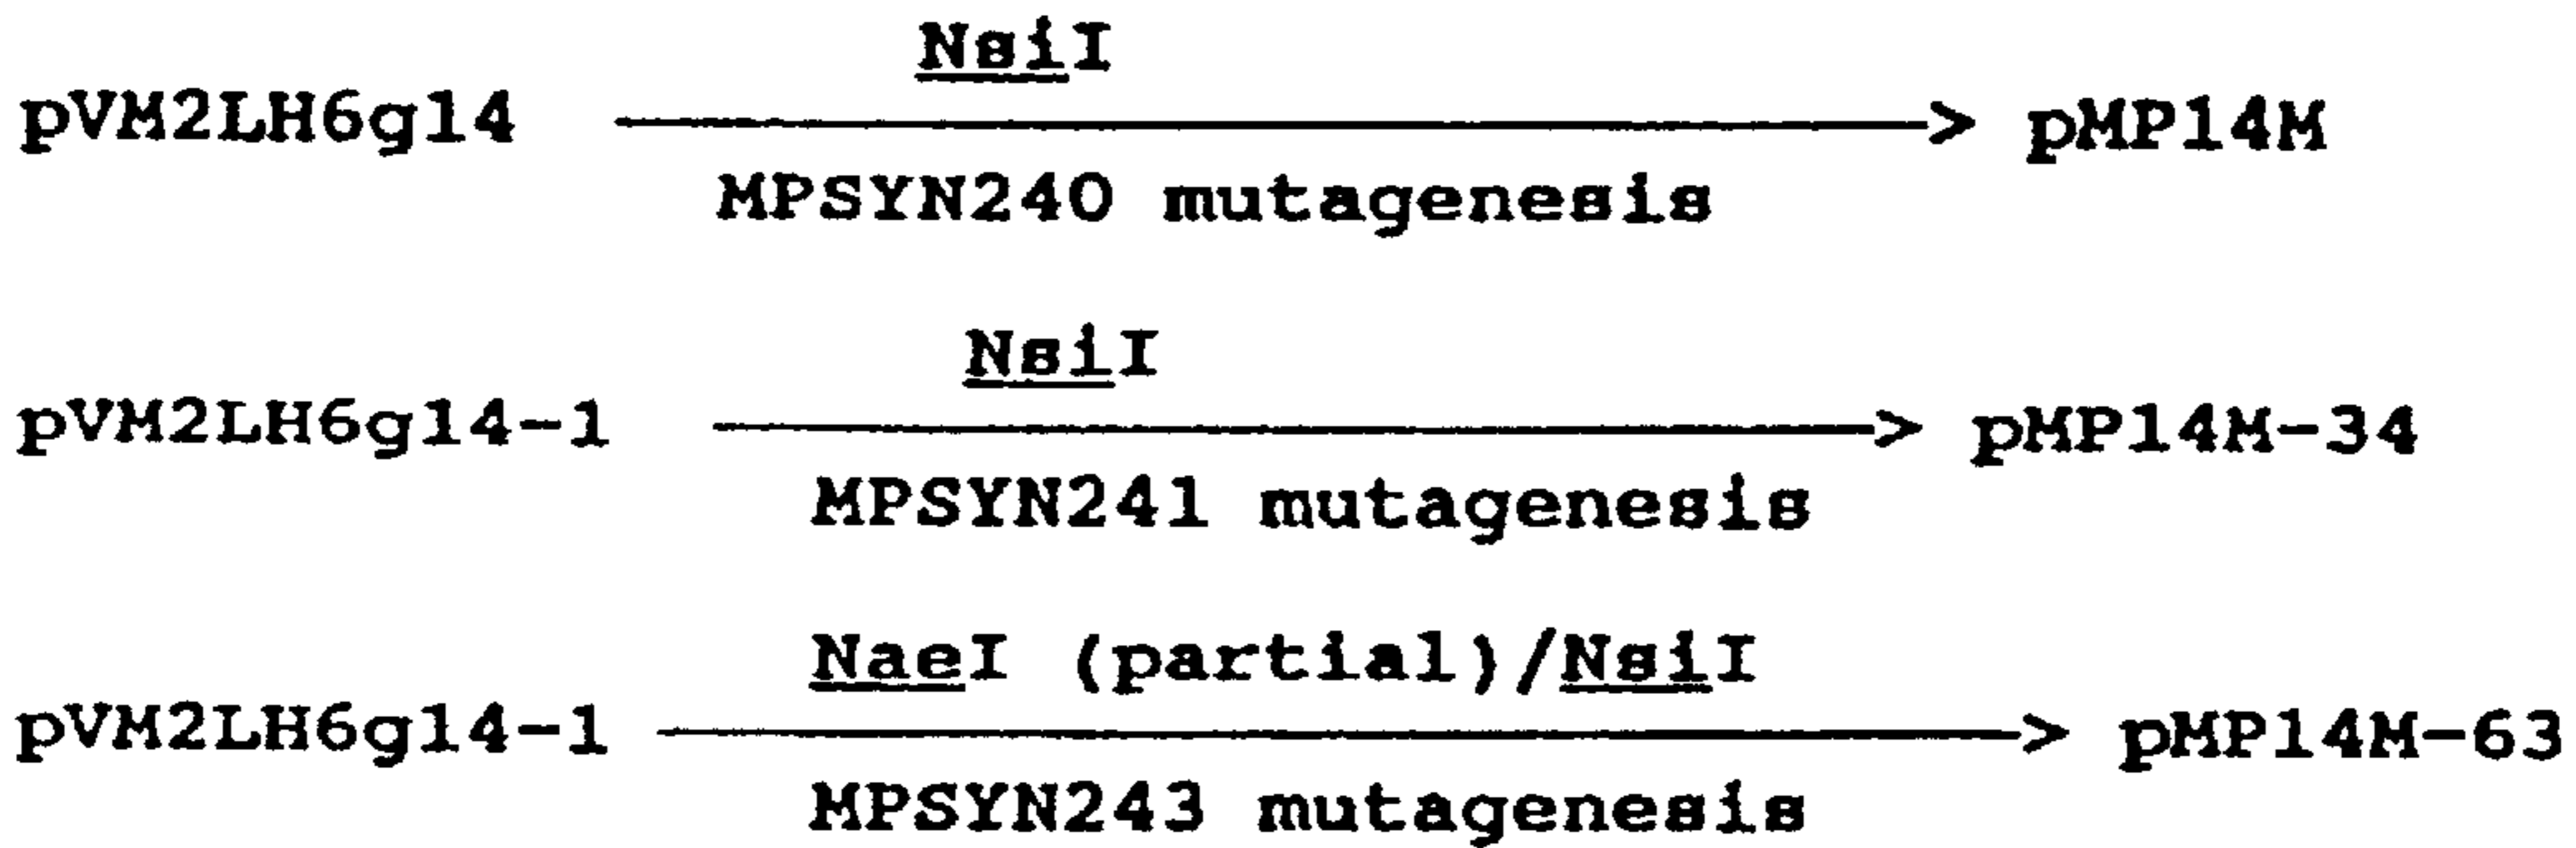 NsiI
pVM2LH6g14 ————> pMP14M
MPSYN240 mutagenesis
NsiI
pVM2LH6g14-1 ————> pMP14M-34
MPSYN241 mutagenesis
NaeI (partial)/NsiI
pVM2LH6g14-1 ————> pMP14M-63
MPSYN243 mutagenesis